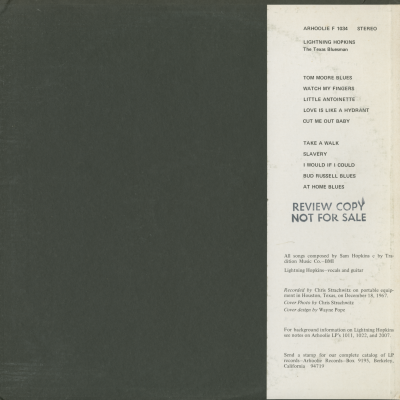 ARHOOLIE F 1034 STEREO
LIGHTNING HOPKINS
The Texas Bluesman
TOM MOORE BLUES
WATCH MY FINGERS
LITTLE ANTOINETTE
LOVE IS LIKE A HYDRANT
CUT ME OUT BABY
TAKE A WALK
SLAVERY
I WOULD IF I COULD
BUD RUSSELL BLUES
AT HOME BLUES
REVIEW COPY
NOT FOR SALE
All songs composed by Sam Hopkins c by Tra-
dition Music Co.-BMI
Lightning Hopkins-vocals and guitar
Recorded by Chris Strachwitz on portable equip-
ment in Houston, Texas, on December 18, 1967.
Cover Photo by Chris Strachwitz
Cover design by Wayne Pope
For background information on Lightning Hopkins
see notes on Arhoolie LP's 1011, 1022, and 2007.
Send a stamp for our complete catalog of LP
records-Arhoolie Records-Box 9195, Berkeley,
California 94719